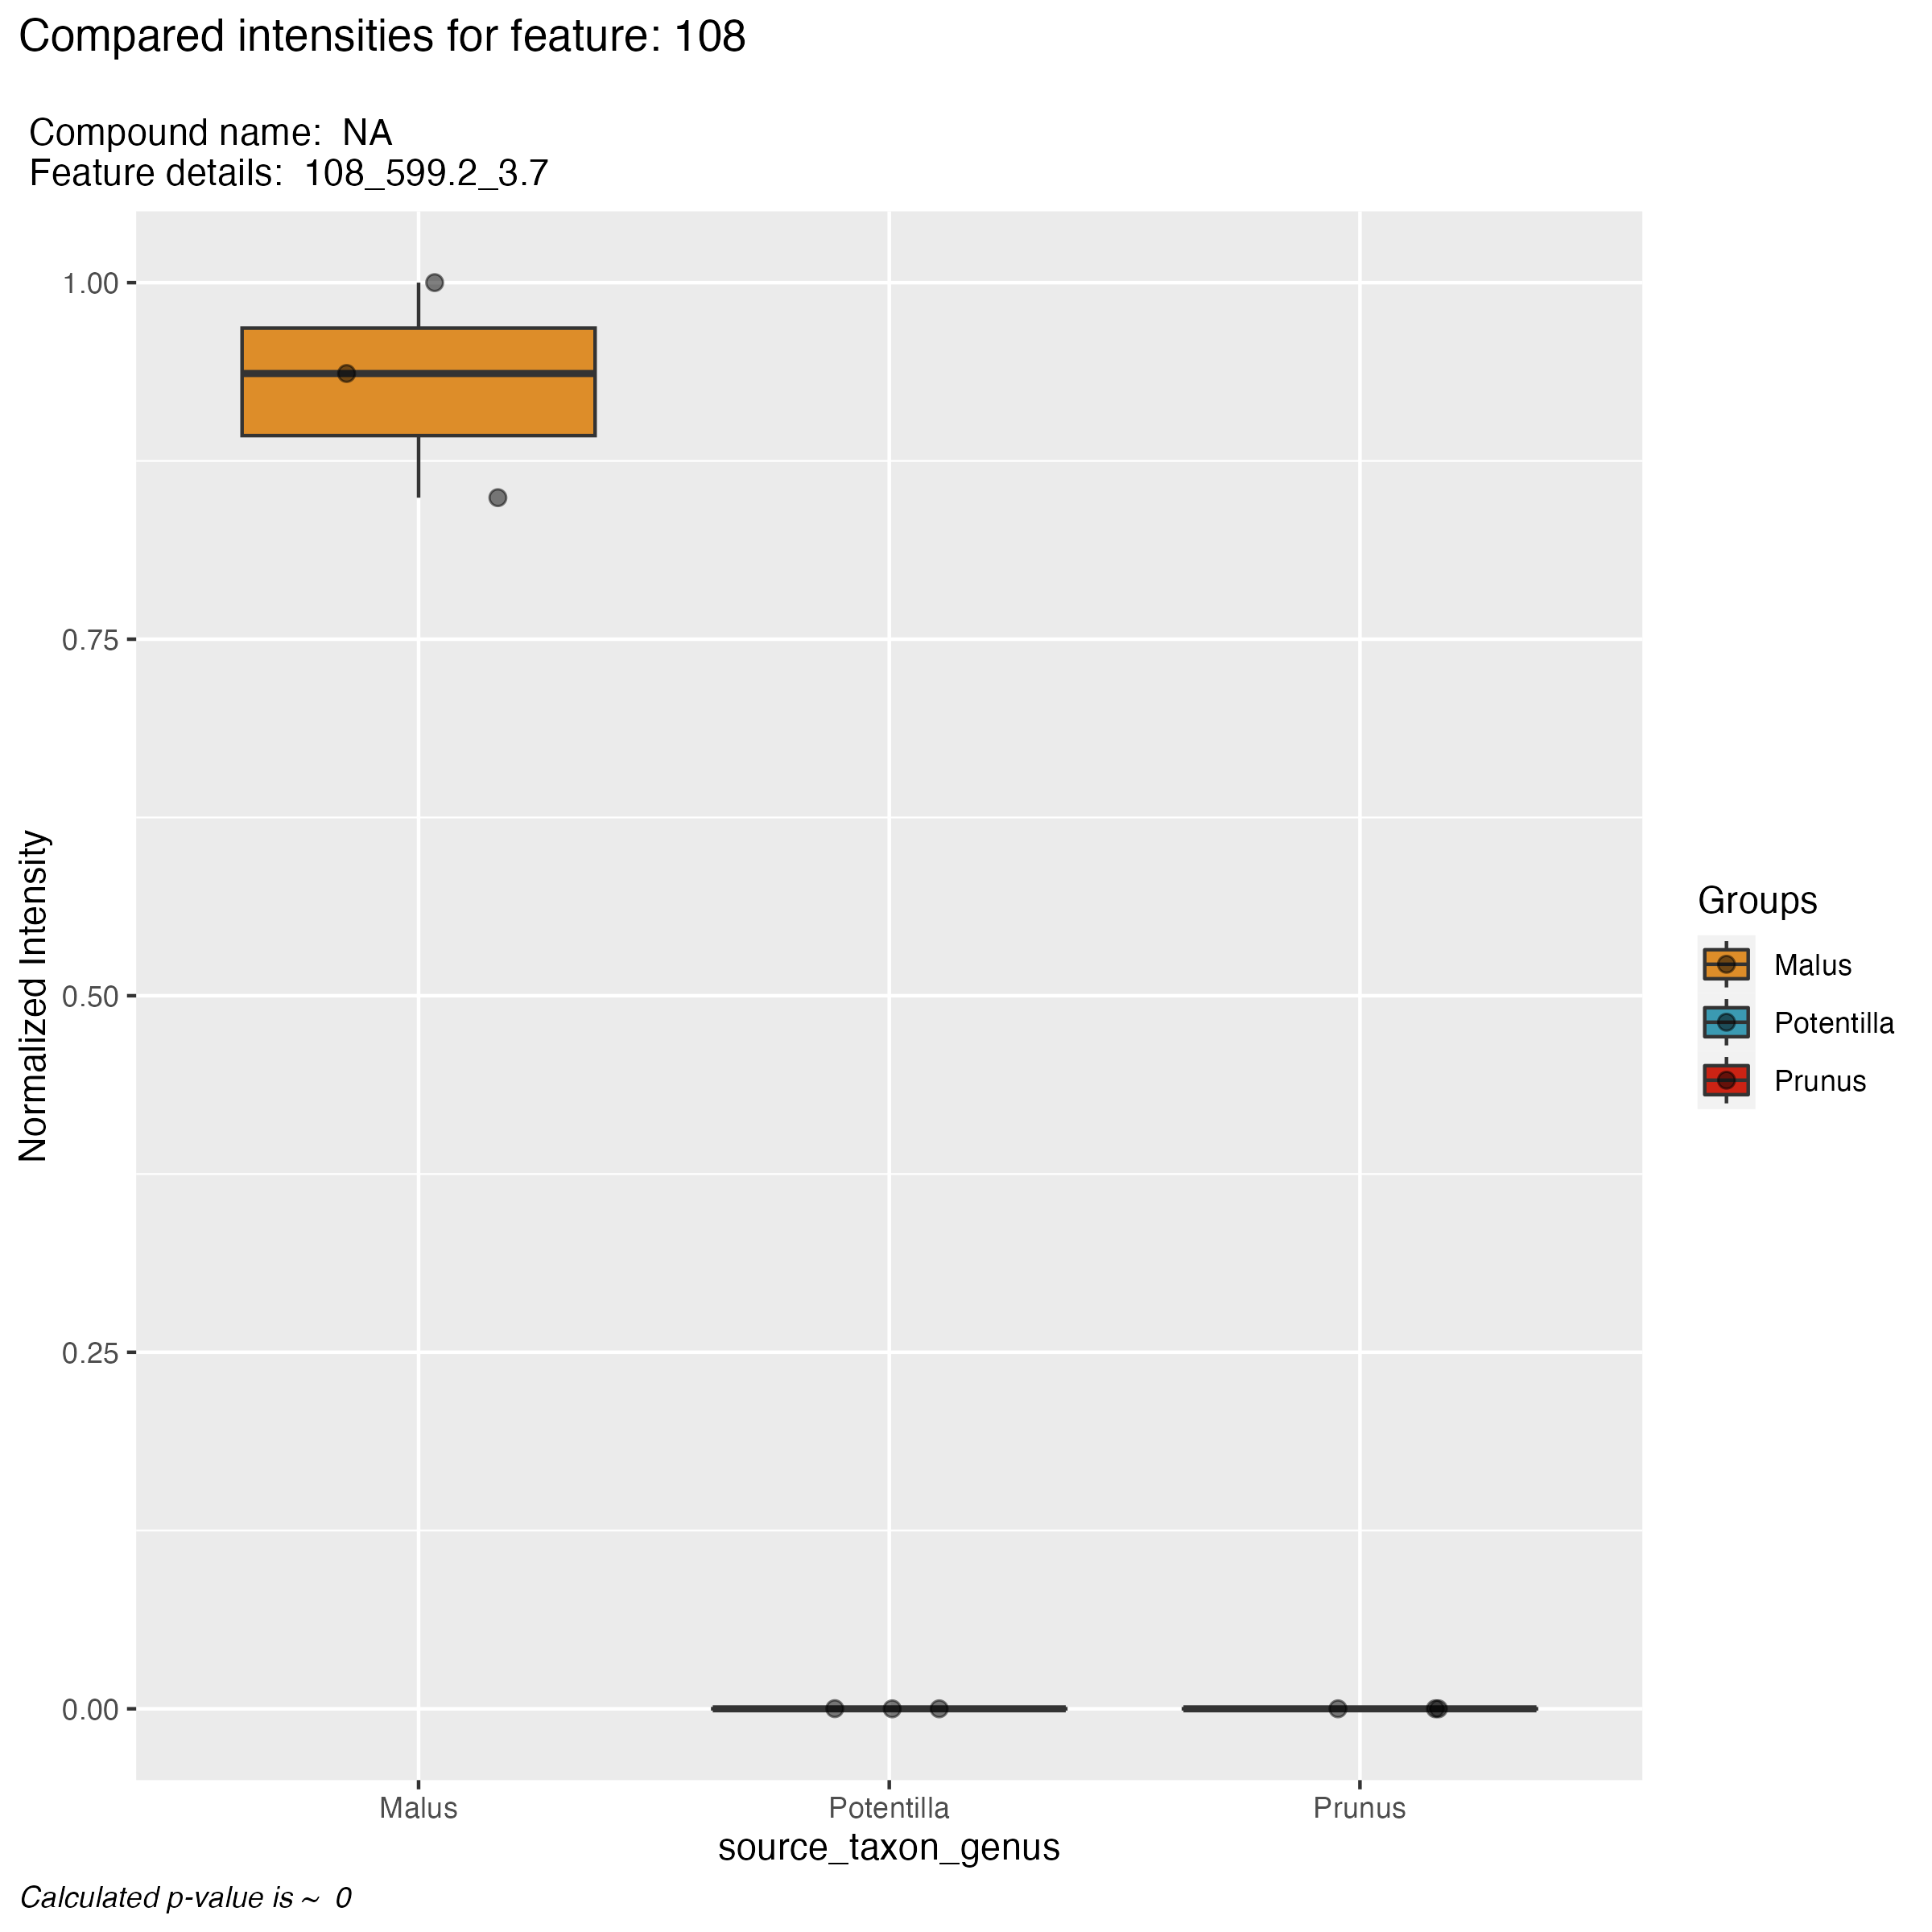 Compared intensities for feature: 108
Compound name: NA
Feature details: 108_599.2_3.7
1.00
0.75
0.50
0.25
0.00
Normalized Intensity
Malus
Potentilla
Prunus
source_taxon_genus
Groups
Malus
Potentilla
Prunus
Calculated p-value is ~ 0